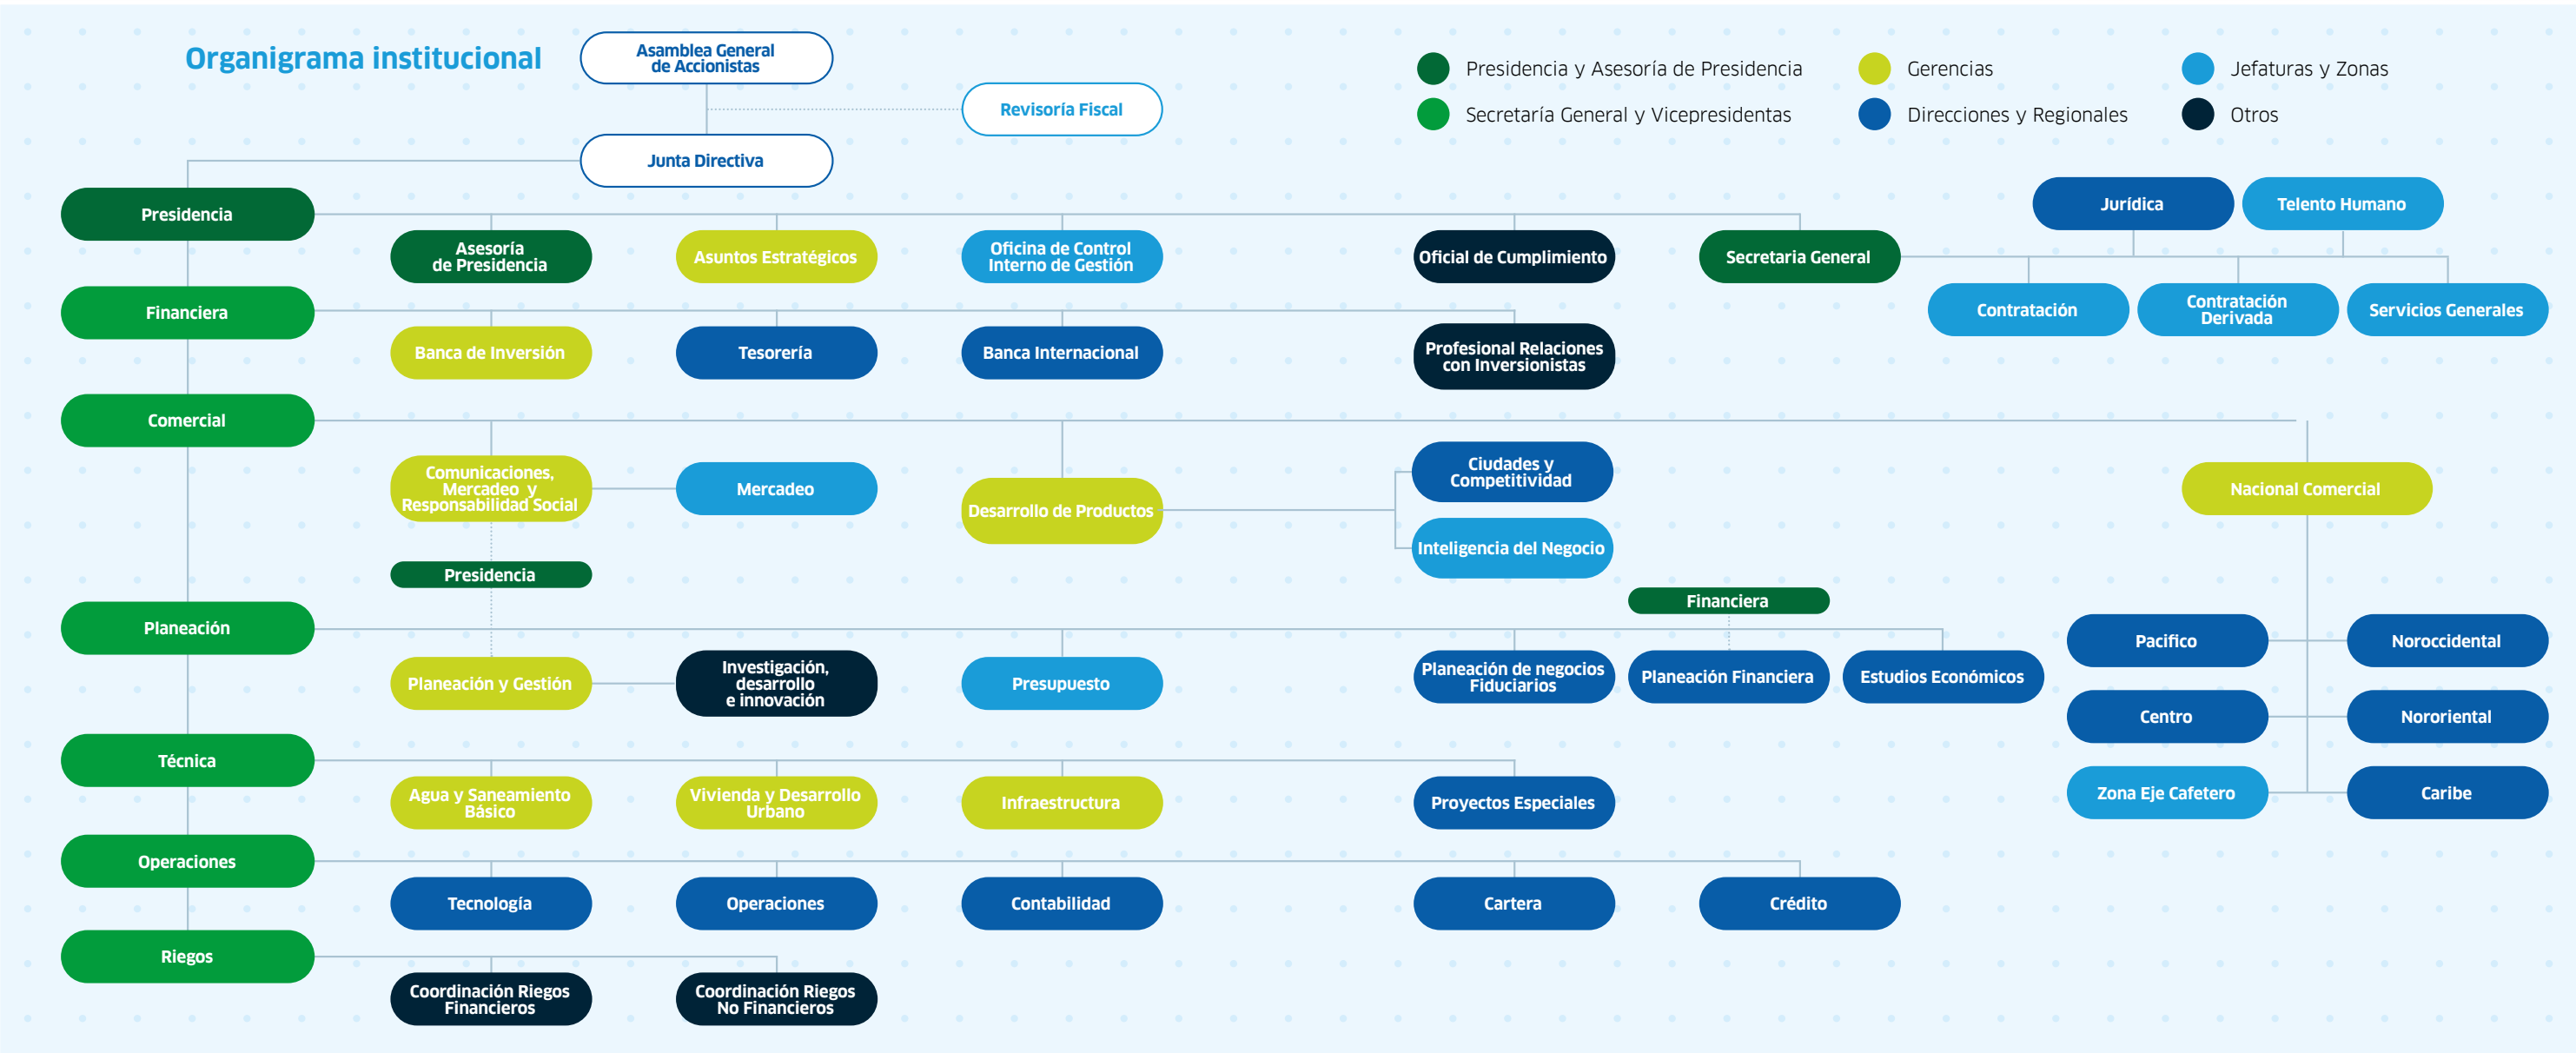 Organigrama institucional
Asamblea General
de Accionistas
Revisoría Fiscal
Junta Directiva
Presidencia y Asesoría de Presidencia
Secretaría General y Vicepresidentas
Gerencias
Direcciones y Regionales
Jefaturas y Zonas
Otros
Presidencia
Asesoría
de Presidencia
Asuntos Estratégicos
Oficina de Control
Interno de Gestión
Oficial de Cumplimiento
Secretaria General
Jurídica
Telento Humano
Contratación
Contratación
Derivada
Servicios Generales
Financiera
Banca de Inversión
Tesorería
Banca Internacional
Profesional Relaciones
con Inversionistas
Comercial
Comunicaciones,
Mercadeo y
Responsabilidad Social
Mercadeo
Desarrollo de Productos
Ciudades y
Competitividad
Inteligencia del Negocio
Nacional Comercial
Presidencia
Financiera
Planeación
Planeación y Gestión
Investigación,
desarrollo
e innovación
Presupuesto
Planeación de negocios
Fiduciarios
Planeación Financiera
Estudios Económicos
Pacifico
Noroccidental
Centro
Nororiental
Zona Eje Cafetero
Caribe
Técnica
Agua y Saneamiento
Básico
Vivienda y Desarrollo
Urbano
Infraestructura
Proyectos Especiales
Operaciones
Tecnología
Operaciones
Contabilidad
Cartera
Crédito
Riegos
Coordinación Riegos
Financieros
Coordinación Riegos
No Financieros